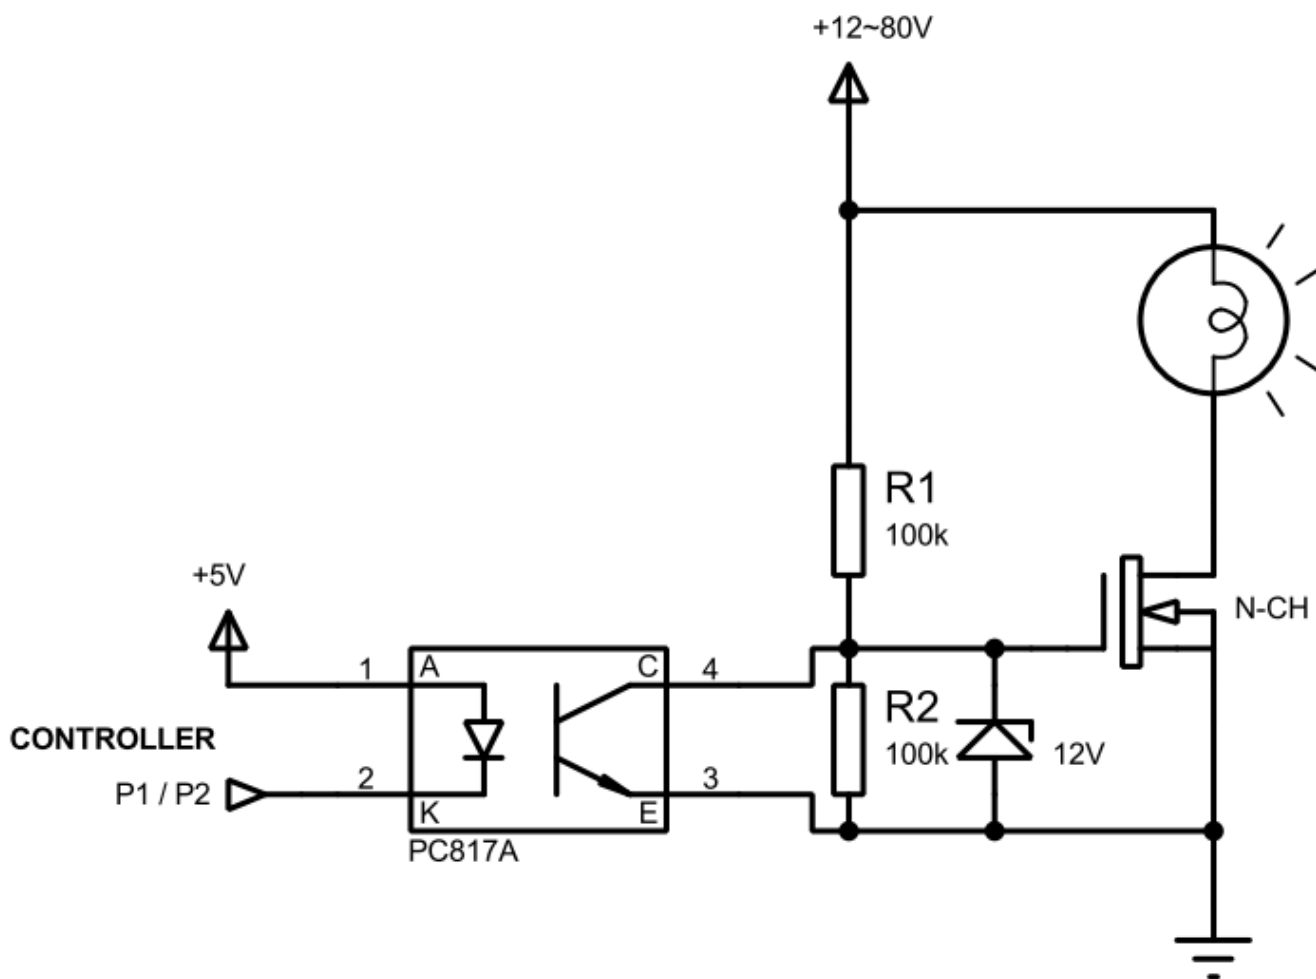 +12~80V
R1
100k
+5V
N-CH
1
A
C
4
R2
100k
12V
CONTROLLER
P1 / P2
2
K
E
3
PC817A